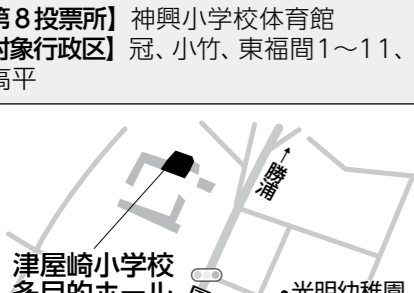 第8投票所】神興小学校体育館
対象行政区】冠、小竹、東福間1～11、
高平
↑勝浦
津屋崎小学校
多目的ホール
•光明幼稚園